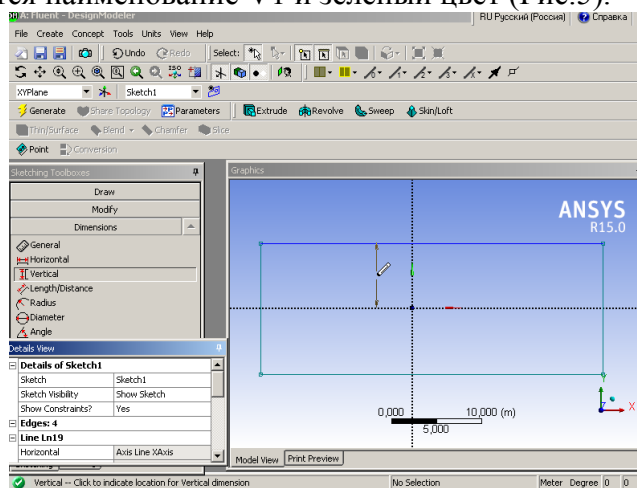 тся наименование V1 и зеленый цвет (Рис.5).
A: Fluent - DesignModeler
RU Русский (Россия) Справка
File Create Concept Tools Units View Help
Undo Redo Select:
XYPlane Sketch1
Generate Share Topology Parameters Extrude Revolve Sweep Skin/Loft
Thin/Surface Blend Chamfer Slice
Point Conversion
Sketching Toolboxes
Graphics
Draw
Modify
Dimensions
General
Horizontal
Vertical
Length/Distance
Radius
Diameter
Angle
ANSYS
R15.0
Details View
Details of Sketch1
Sketch Sketch1
Sketch Visibility Show Sketch
Show Constraints? Yes
Edges: 4
Line Ln19
Horizontal Axis Line XAxis
0,000 10,000 (m)
5,000
X
Model View Print Preview
Vertical -- Click to indicate location for Vertical dimension No Selection Meter Degree 0 0